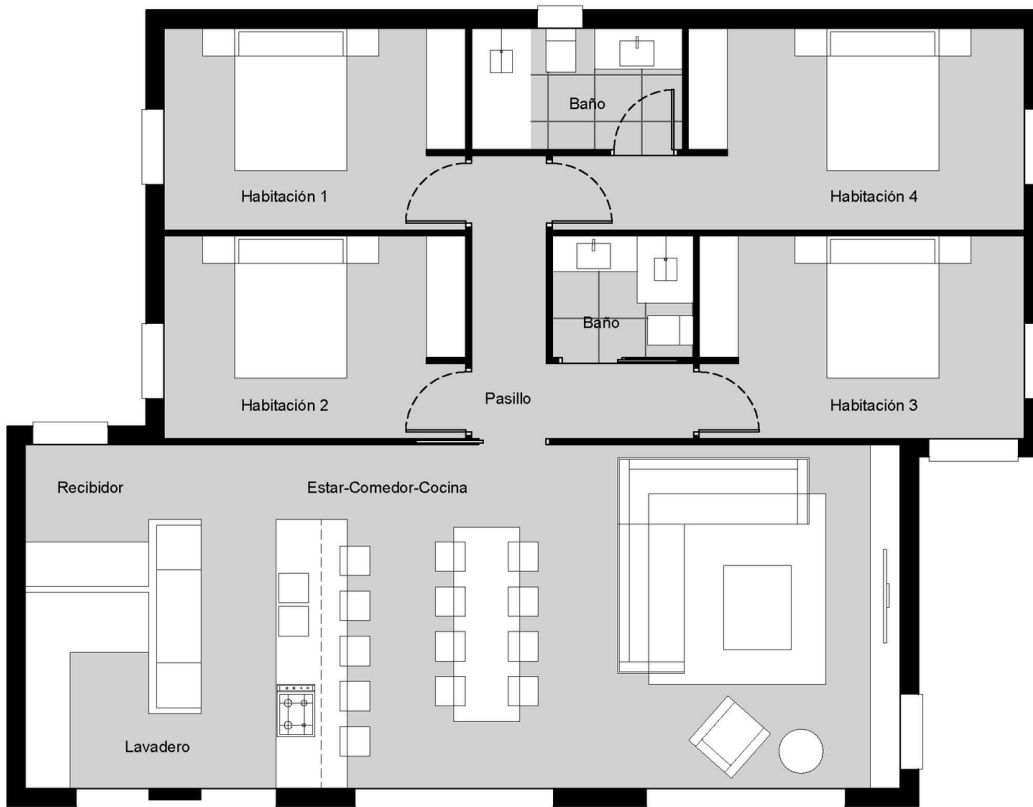 Baño
Habitación 1
Habitación 4
Baño
Pasillo
Habitación 2
Habitación 3
Recibidor
Estar-Comedor-Cocina
Lavadero